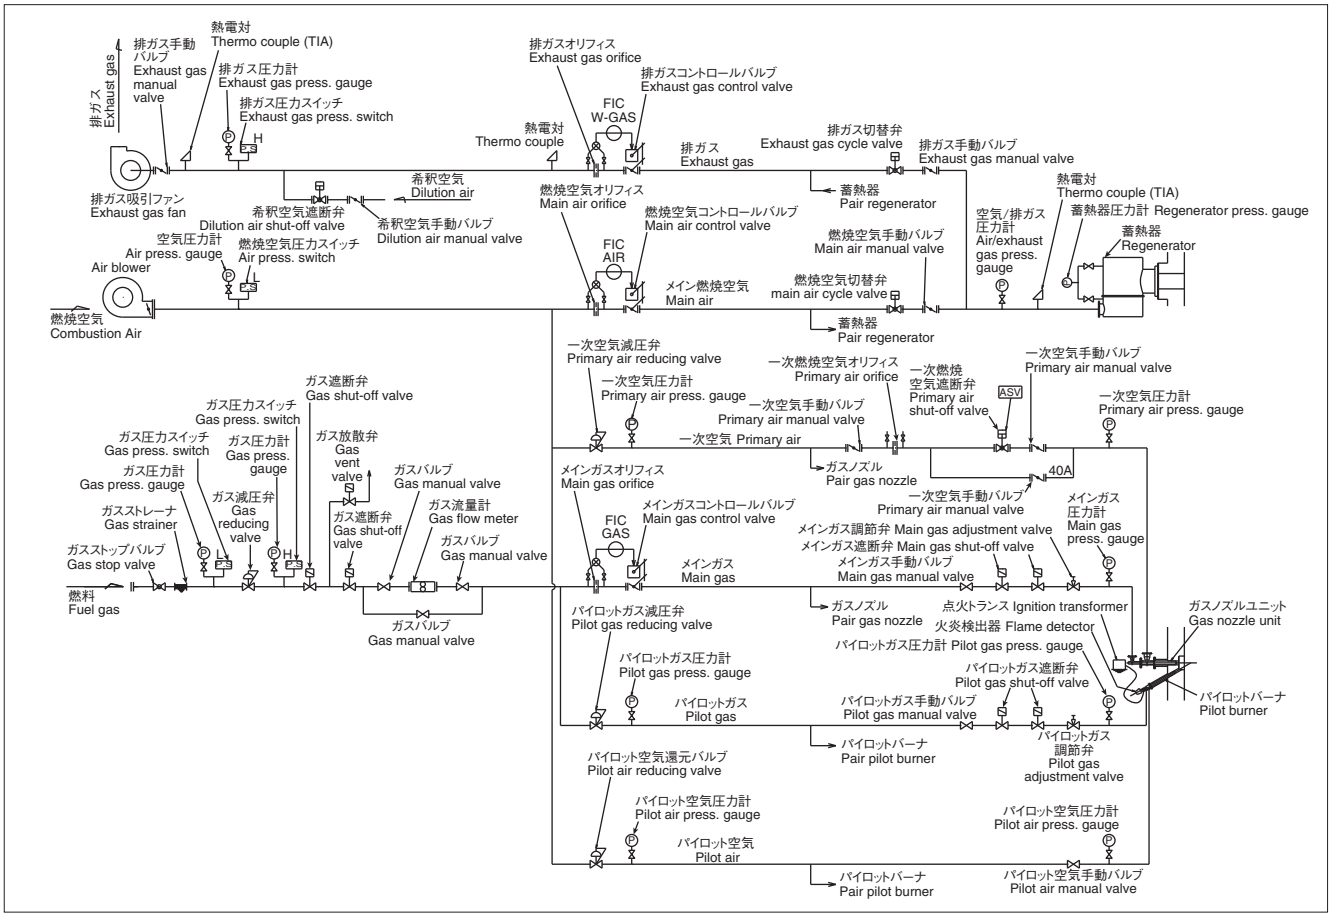 排ガス
Exhaust gas
排ガス手動
バルブ
Exhaust gas
manual
valve
熱電対
Thermo couple (TIA)
排ガス圧力計
Exhaust gas press. gauge
排ガス圧力スイッチ
Exhaust gas press. switch
P
H
P.S
排ガス吸引ファン
Exhaust gas fan
熱電対
Thermo couple
排ガスオリフィス
Exhaust gas orifice
FIC
W-GAS
排ガスコントロールバルブ
Exhaust gas control valve
排ガス
Exhaust gas
排ガス切替弁
Exhaust gas cycle valve
排ガス手動バルブ
Exhaust gas manual valve
希釈空気
Dilution air
希釈空気遮断弁
Dilution air shut-off valve
希釈空気手動バルブ
Dilution air manual valve
蓄熱器
Pair regenerator
空気圧力計
Air press. gauge
燃焼空気圧力スイッチ
Air press. switch
P
L
P.S
Air blower
燃焼空気
Combustion Air
燃焼空気オリフィス
Main air orifice
FIC
AIR
燃焼空気コントロールバルブ
Main air control valve
メイン燃焼空気
Main air
燃焼空気手動バルブ
Main air manual valve
燃焼空気切替弁
main air cycle valve
蓄熱器
Pair regenerator
空気/排ガス
圧力計
Air/exhaust
gas press.
gauge
P
熱電対
Thermo couple (TIA)
蓄熱器圧力計 Regenerator press. gauge
P
蓄熱器
Regenerator
一次空気減圧弁
Primary air reducing valve
一次空気圧力計
Primary air press. gauge
P
一次空気 Primary air
一次空気手動バルブ
Primary air manual valve
一次燃焼空気オリフィス
Primary air orifice
一次燃焼
空気遮断弁
Primary air
shut-off valve
ASV
一次空気手動バルブ
Primary air manual valve
一次空気圧力計
Primary air press. gauge
P
ガスノズル
Pair gas nozzle
40A
一次空気手動バルブ
Primary air manual valve
ガス遮断弁
Gas shut-off valve
ガス圧力スイッチ
Gas press. switch
ガス圧力スイッチ
Gas press.
switch
ガス圧力計
Gas press.
gauge
ガス圧力計
Gas press. gauge
ガス減圧弁
Gas
reducing
valve
ガスストレーナ
Gas strainer
ガスストップバルブ
Gas stop valve
P
L
P.S
P
H
P.S
燃料
Fuel gas
ガス放散弁
Gas
vent
valve
ガス遮断弁
Gas shut-off
valve
ガスバルブ
Gas manual valve
ガス流量計
Gas flow meter
ガスバルブ
Gas manual valve
ガスバルブ
Gas manual valve
メインガスオリフィス
Main gas orifice
FIC
GAS
メインガスコントロールバルブ
Main gas control valve
メインガス
Main gas
メインガス調節弁 Main gas adjustment valve
メインガス遮断弁 Main gas shut-off valve
メインガス手動バルブ
Main gas manual valve
メインガス
圧力計
Main gas
press. gauge
P
ガスノズル
Pair gas nozzle
点火トランス Ignition transformer
火炎検出器 Flame detector
パイロットガス圧力計 Pilot gas press. gauge
ガスノズルユニット
Gas nozzle unit
パイロットバーナ
Pilot burner
パイロットガス減圧弁
Pilot gas reducing valve
パイロットガス圧力計
Pilot gas press. gauge
P
パイロットガス
Pilot gas
パイロットガス手動バルブ
Pilot gas manual valve
パイロットガス遮断弁
Pilot gas shut-off valve
P
パイロットガス
調節弁
Pilot gas
adjustment valve
パイロットバーナ
Pair pilot burner
パイロット空気還元バルブ
Pilot air reducing valve
パイロット空気圧力計
Pilot air press. gauge
P
パイロット空気
Pilot air
パイロット空気圧力計
Pilot air press. gauge
P
パイロットバーナ
Pair pilot burner
パイロット空気手動バルブ
Pilot air manual valve